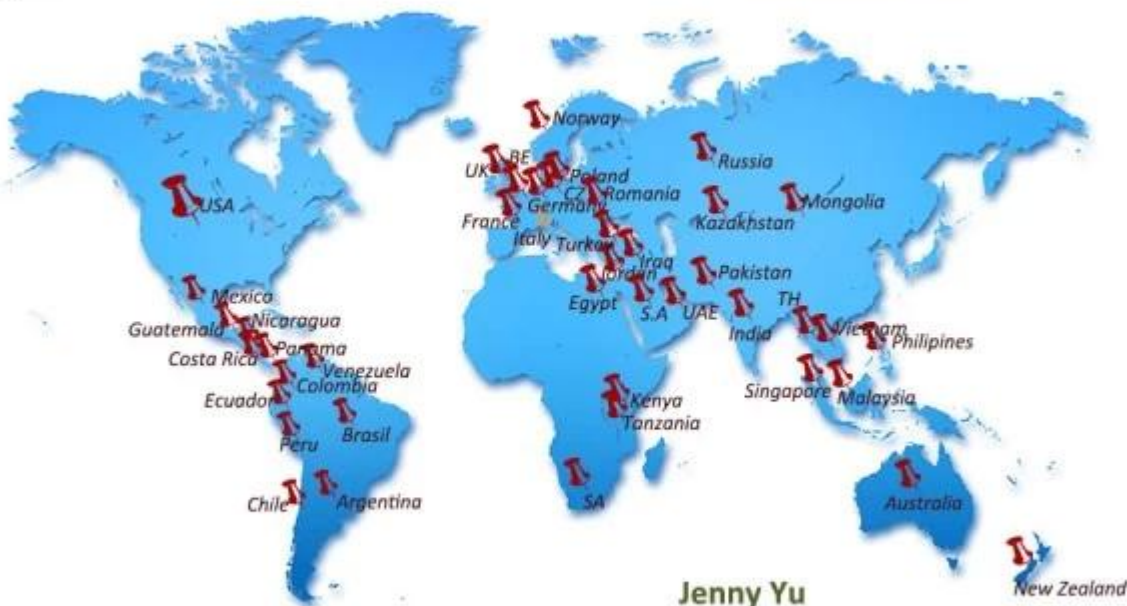 Norway
Russia
UK
BE
Poland
CZ
Romania
USA
Germany
Kazakhstan
Mongolia
France
Italy
Turkey
Iraq
Jordan
Pakistan
Egypt
S.A
UAE
India
TH
Vietnam
Philipines
Mexico
Guatemala
Nicaragua
Costa Rica
Panama
Venezuela
Colombia
Ecuador
Singapore
Malaysia
Kenya
Tanzania
Peru
Brasil
Chile
Argentina
SA
Australia
New Zealand
Jenny Yu